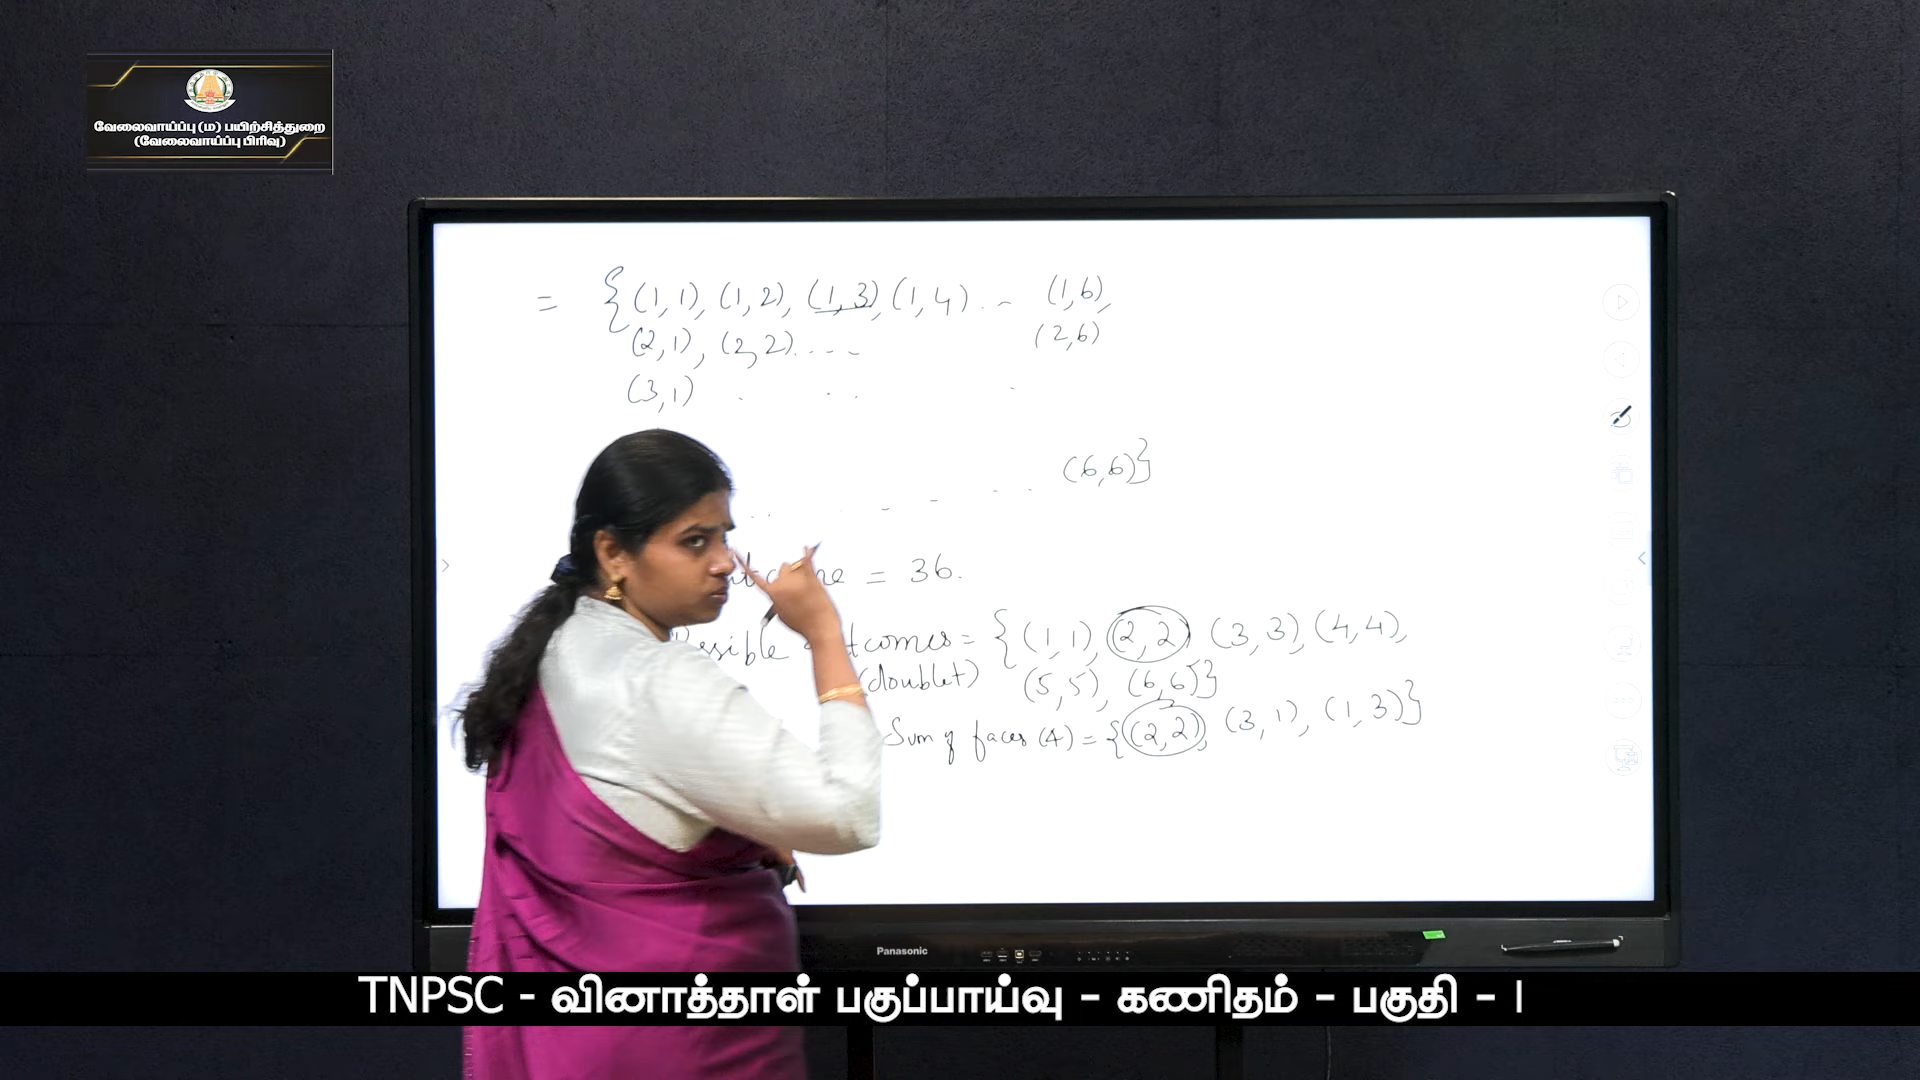 வேலைவாய்ப்பு (ம) பயிற்சித்துறை
(வேலைவாய்ப்பு பிரிவு)
= {(1,1), (1,2), (1,3), (1,4) . - (1,6),
(2,1), (2,2) . . - - (2,6)
(3,1) . . . .
(6,6)}
= 36.
outcomes = {(1,1), (2,2) (3,3), (4,4),
(doublet) (5,5), (6,6)}
Sum of faces (4) = {(2,2), (3,1), (1,3)}
Panasonic
TNPSC - வினாத்தாள் பகுப்பாய்வு - கணிதம் - பகுதி - I